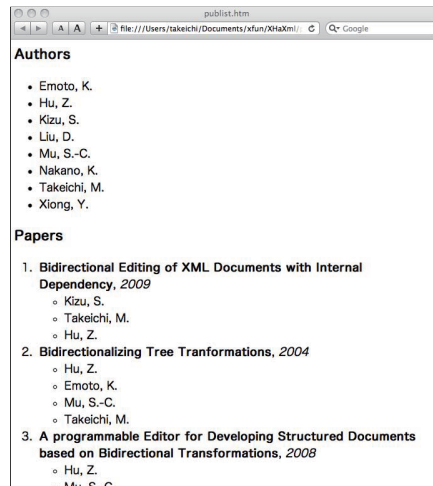 publist.htm
A A + file:///Users/takeichi/Documents/xfun/XHaXml/ Q Google
Authors
• Emoto, K.
• Hu, Z.
• Kizu, S.
• Liu, D.
• Mu, S.-C.
• Nakano, K.
• Takeichi, M.
• Xiong, Y.
Papers
1. Bidirectional Editing of XML Documents with Internal
Dependency, 2009
◦ Kizu, S.
◦ Takeichi, M.
◦ Hu, Z.
2. Bidirectionalizing Tree Tranformations, 2004
◦ Hu, Z.
◦ Emoto, K.
◦ Mu, S.-C.
◦ Takeichi, M.
3. A programmable Editor for Developing Structured Documents
based on Bidirectional Transformations, 2008
◦ Hu, Z.
◦ Mu, S.-C.